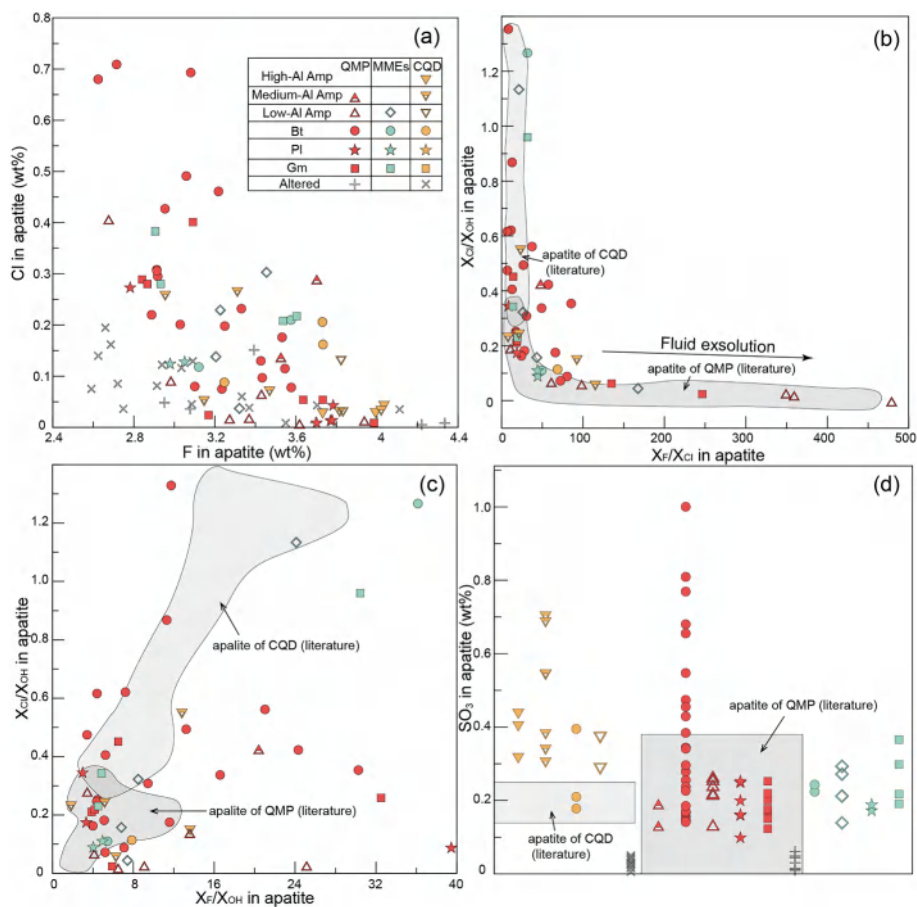 (a)
0.8
0.7
0.6
0.5
0.4
0.3
0.2
0.1
0
Cl in apatite (wt%)
2.4
2.8
3.2
3.6
4.0
4.4
F in apatite (wt%)
QMP MMEs CQD
High-Al Amp
Medium-Al Amp
Low-Al Amp
Bt
Pl
Gm
Altered
(b)
1.2
1.0
0.8
0.6
0.4
0.2
0
XCl/XOH in apatite
apatite of CQD
(literature)
Fluid exsolution
apatite of QMP (literature)
0
100
200
300
400
500
XF/XCl in apatite
(c)
1.2
1.0
0.8
0.6
0.4
0.2
0
XCl/XOH in apatite
apalite of CQD (literature)
apalite of QMP (literature)
0
8
16
24
32
40
XF/XOH in apatite
(d)
1.0
0.8
0.6
0.4
0.2
0
SO3 in apatite (wt%)
apatite of QMP (literature)
apatite of CQD
(literature)